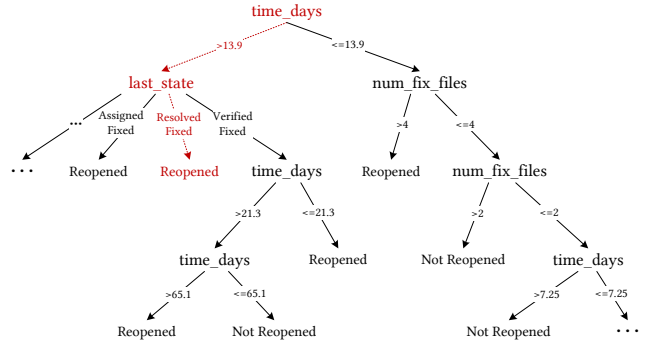 time_days
>13.9
<=13.9
last_state
num_fix_files
...
Assigned
Fixed
Resolved
Fixed
Verified
Fixed
>4
<=4
...
Reopened
Reopened
time_days
Reopened
num_fix_files
>21.3
<=21.3
>2
<=2
time_days
Reopened
Not Reopened
time_days
>65.1
<=65.1
>7.25
<=7.25
Reopened
Not Reopened
Not Reopened
...